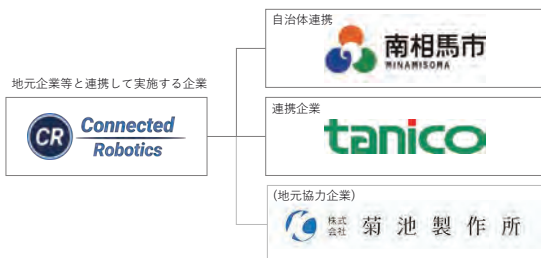 自治体連携
南相馬市
MINAMISOMA
地元企業等と連携して実施する企業
CR Connected
Robotics
連携企業
tanico
(地元協力企業)
株式
会社 菊池製作所